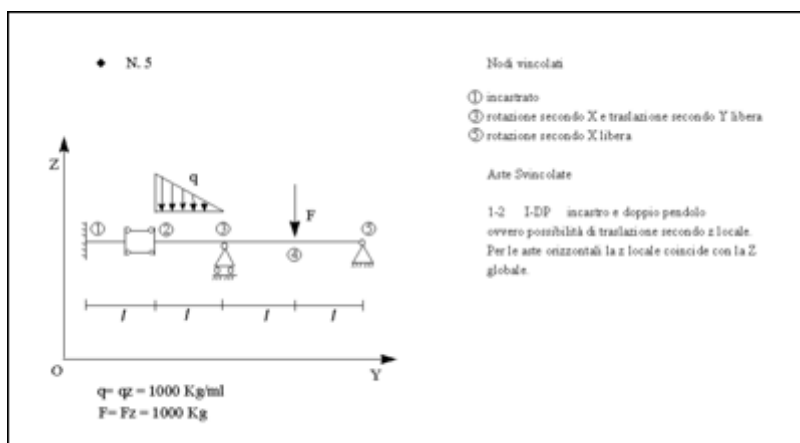 ◆ N. 5
Z
q
F
① ② ③ ④ ⑤
l l l l
O Y
q= qz = 1000 Kg/ml
F= Fz = 1000 Kg
Nodi vincolati
① incastrato
③ rotazione secondo X e traslazione secondo Y libera
⑤ rotazione secondo X libera
Aste Svincolate
1-2 I-DP incastro e doppio pendolo
ovvero possibilità di traslazione secondo z locale.
Per le aste orizzontali la z locale coincide con la Z
globale.